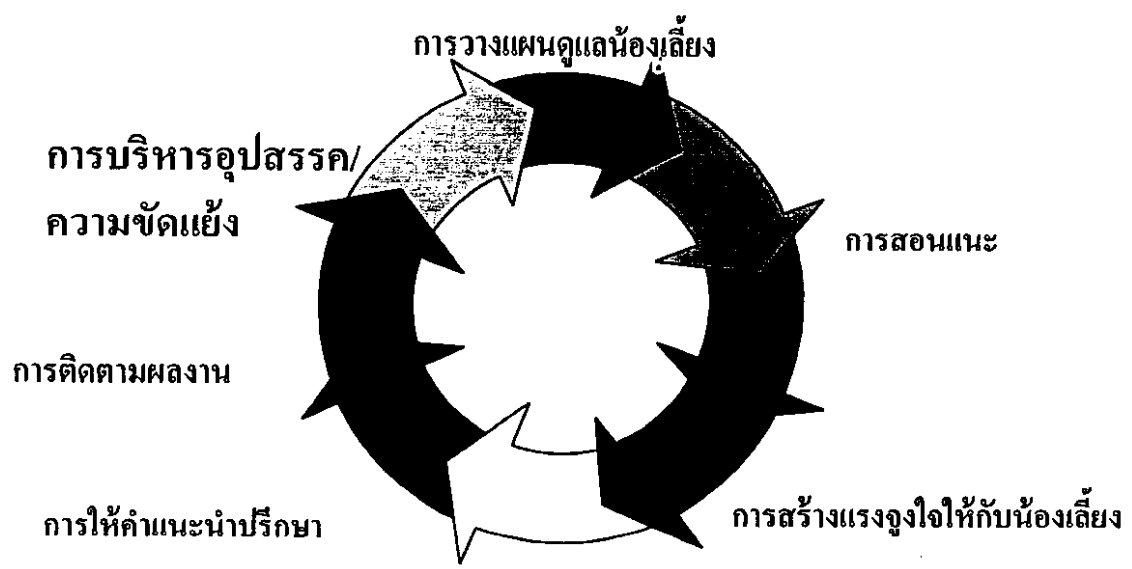 การวางแผนดูแลน้องเลี้ยง
การบริหารอุปสรรค/
ความขัดแย้ง
การสอนแนะ
การติดตามผลงาน
การให้คำแนะนำปรึกษา
การสร้างแรงจูงใจให้กับน้องเลี้ยง